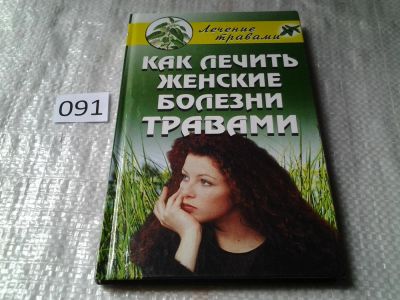 Лечение
травами
КАК ЛЕЧИТЬ
ЖЕНСКИЕ
БОЛЕЗНИ
ТРАВАМИ
091